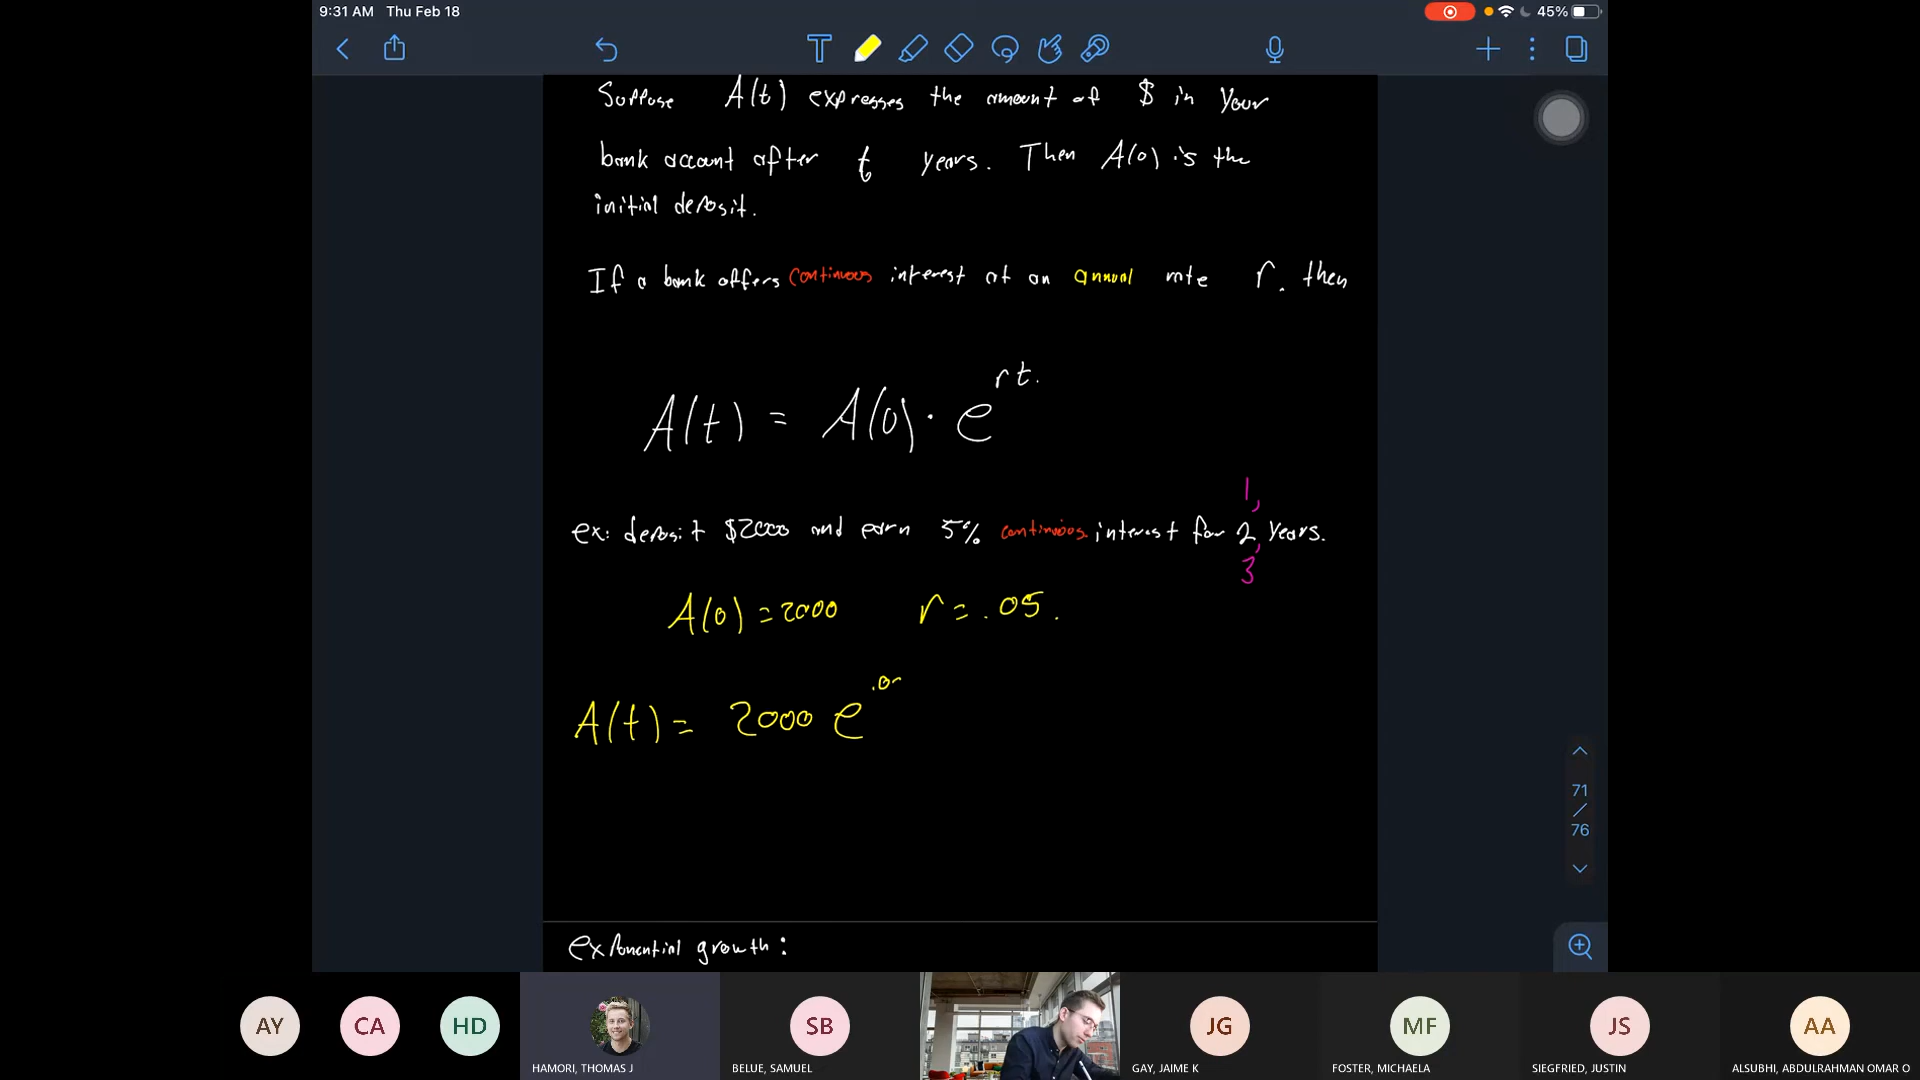 9:31 AM Thu Feb 18
45%
Suppose A(t) expresses the amount of $ in your
bank account after t years. Then A(0) is the
initial deposit.
If a bank offers continuous interest at an annual rate r. then
A(t) = A(0) · e^rt.
1,
ex: deposit $2000 and earn 5% continuous interest for 2, years.
3
A(0) = 2000 r = .05.
A(t) = 2000 e^.0
71
/
76
exponential growth:
AY CA HD SB JG MF JS AA
HAMORI, THOMAS J BELUE, SAMUEL GAY, JAIME K FOSTER, MICHAELA SIEGFRIED, JUSTIN ALSUBHI, ABDULRAHMAN OMAR O